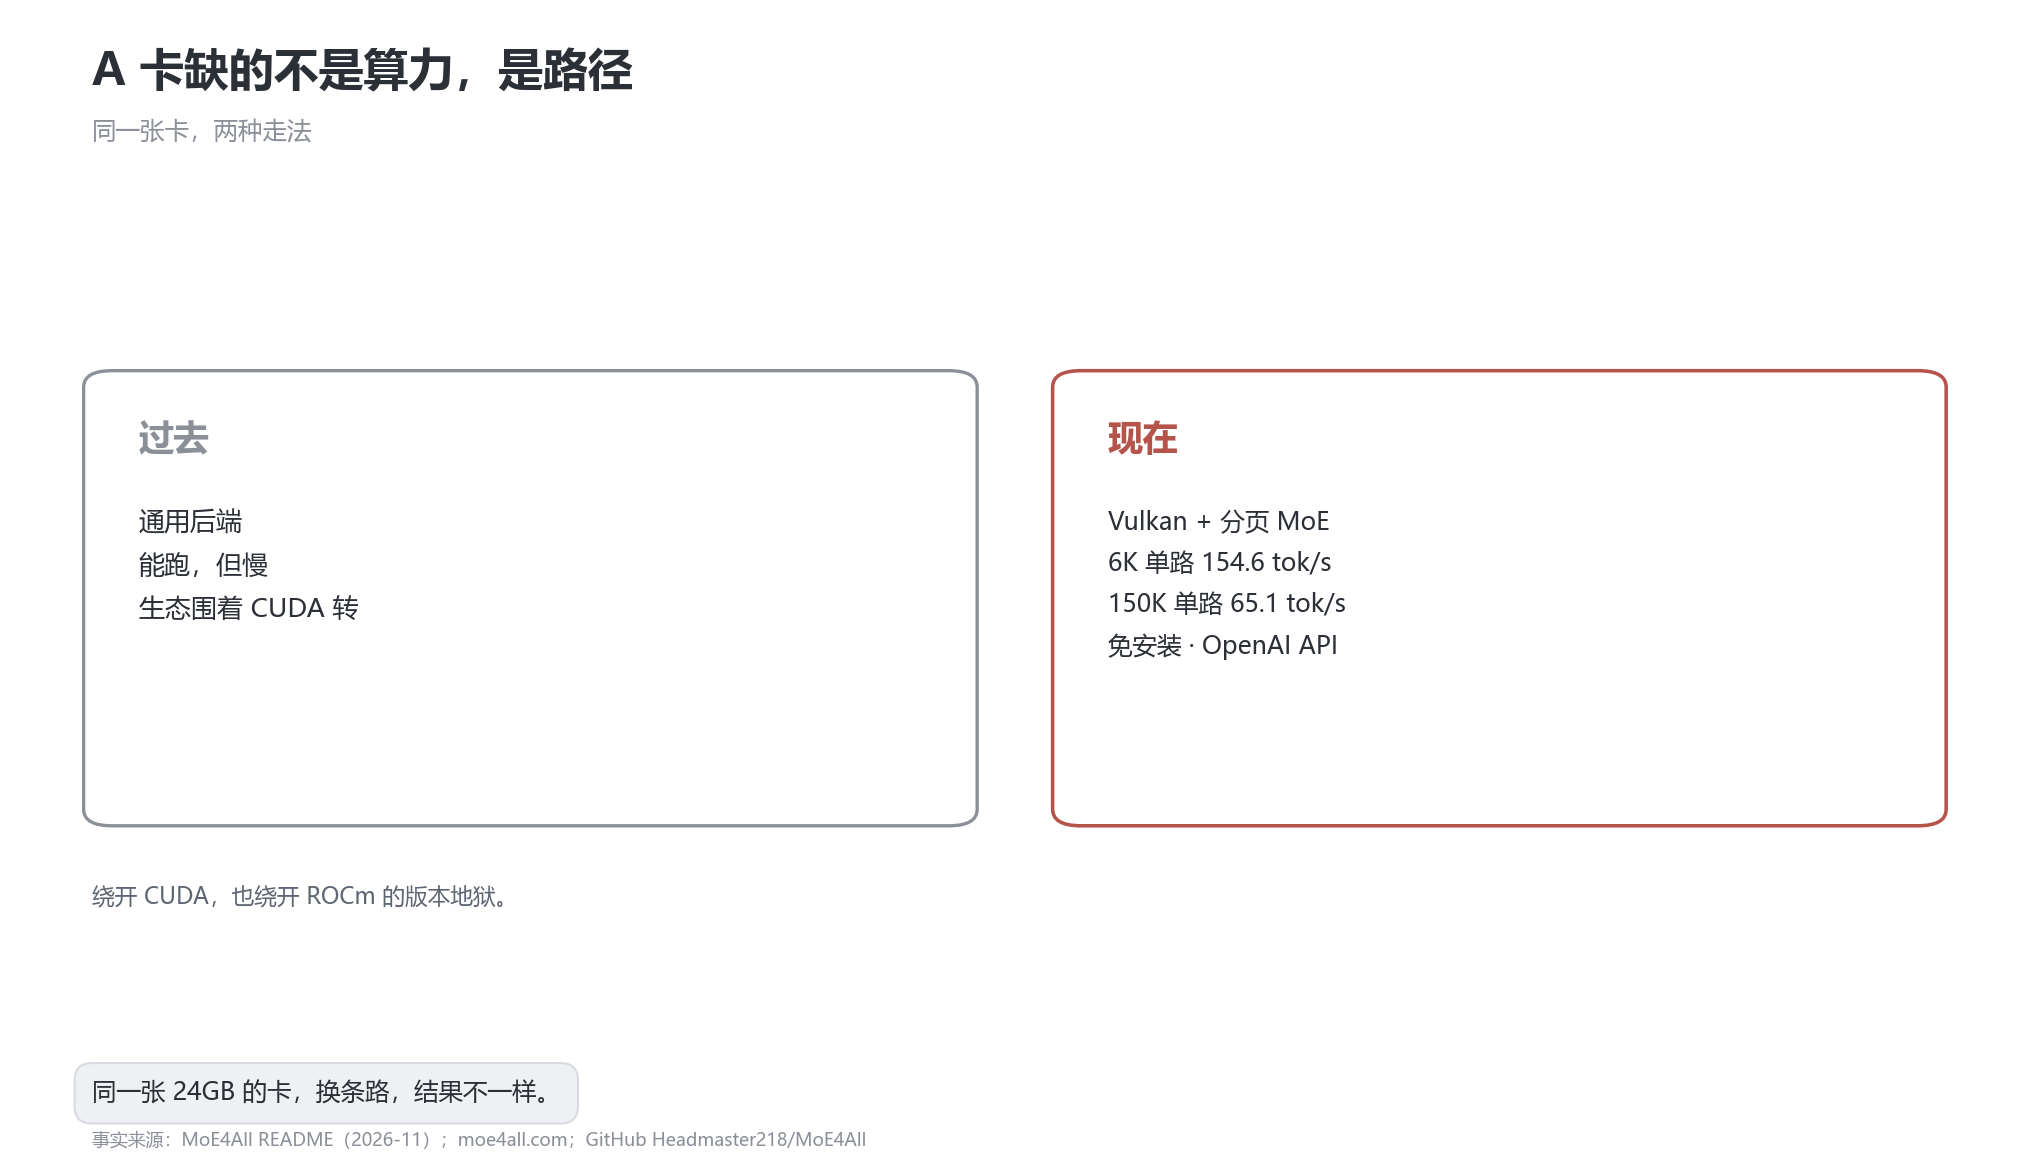 A 卡缺的不是算力，是路径
同一张卡，两种走法
过去
通用后端
能跑，但慢
生态围着 CUDA 转
现在
Vulkan + 分页 MoE
6K 单路 154.6 tok/s
150K 单路 65.1 tok/s
免安装 · OpenAI API
绕开 CUDA，也绕开 ROCm 的版本地狱。
同一张 24GB 的卡，换条路，结果不一样。
事实来源：MoE4All README（2026-11）；moe4all.com；GitHub Headmaster218/MoE4All